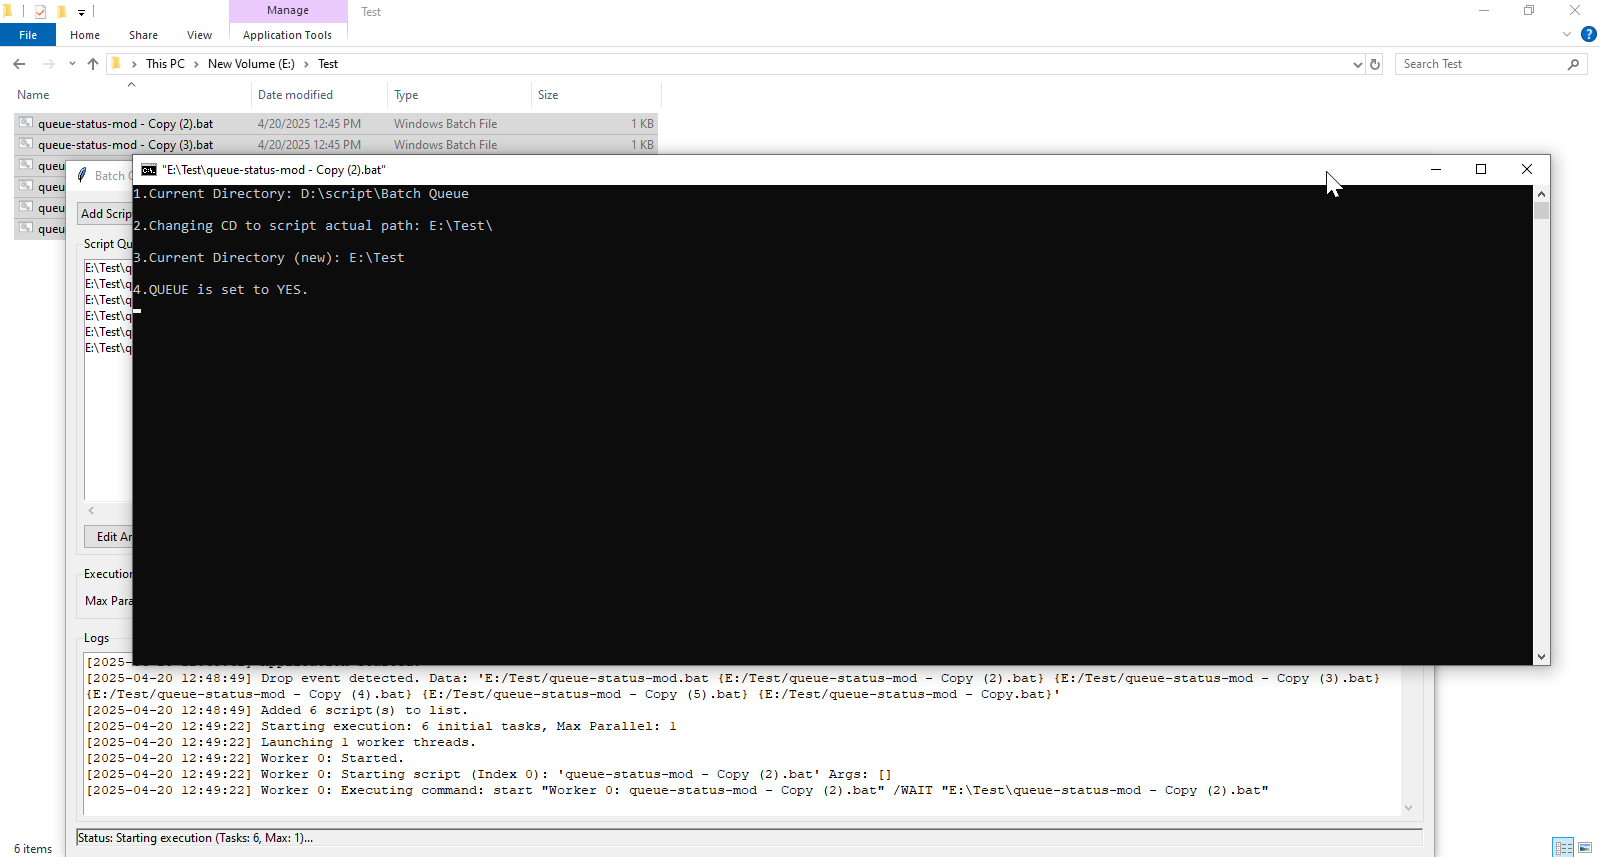 Manage
Test
File
Home
Share
View
Application Tools
This PC
New Volume (E:)
Test
Search Test
Name
Date modified
Type
Size
queue-status-mod - Copy (2).bat 4/20/2025 12:45 PM Windows Batch File 1 KB
queue-status-mod - Copy (3).bat 4/20/2025 12:45 PM Windows Batch File 1 KB
queu
queu
queu
queu
Batch
"E:\Test\queue-status-mod - Copy (2).bat"
1.Current Directory: D:\script\Batch Queue
2.Changing CD to script actual path: E:\Test\
3.Current Directory (new): E:\Test
4.QUEUE is set to YES.
Add Scrip
Script Qu
E:\Test\q
E:\Test\q
E:\Test\q
E:\Test\q
E:\Test\q
E:\Test\q
Edit Ar
Execution
Max Para
Logs
[2025-
[2025-04-20 12:48:49] Drop event detected. Data: 'E:/Test/queue-status-mod.bat {E:/Test/queue-status-mod - Copy (2).bat} {E:/Test/queue-status-mod - Copy (3).bat}
{E:/Test/queue-status-mod - Copy (4).bat} {E:/Test/queue-status-mod - Copy (5).bat} {E:/Test/queue-status-mod - Copy.bat}'
[2025-04-20 12:48:49] Added 6 script(s) to list.
[2025-04-20 12:49:22] Starting execution: 6 initial tasks, Max Parallel: 1
[2025-04-20 12:49:22] Launching 1 worker threads.
[2025-04-20 12:49:22] Worker 0: Started.
[2025-04-20 12:49:22] Worker 0: Starting script (Index 0): 'queue-status-mod - Copy (2).bat' Args: []
[2025-04-20 12:49:22] Worker 0: Executing command: start "Worker 0: queue-status-mod - Copy (2).bat" /WAIT "E:\Test\queue-status-mod - Copy (2).bat"
Status: Starting execution (Tasks: 6, Max: 1)...
6 items